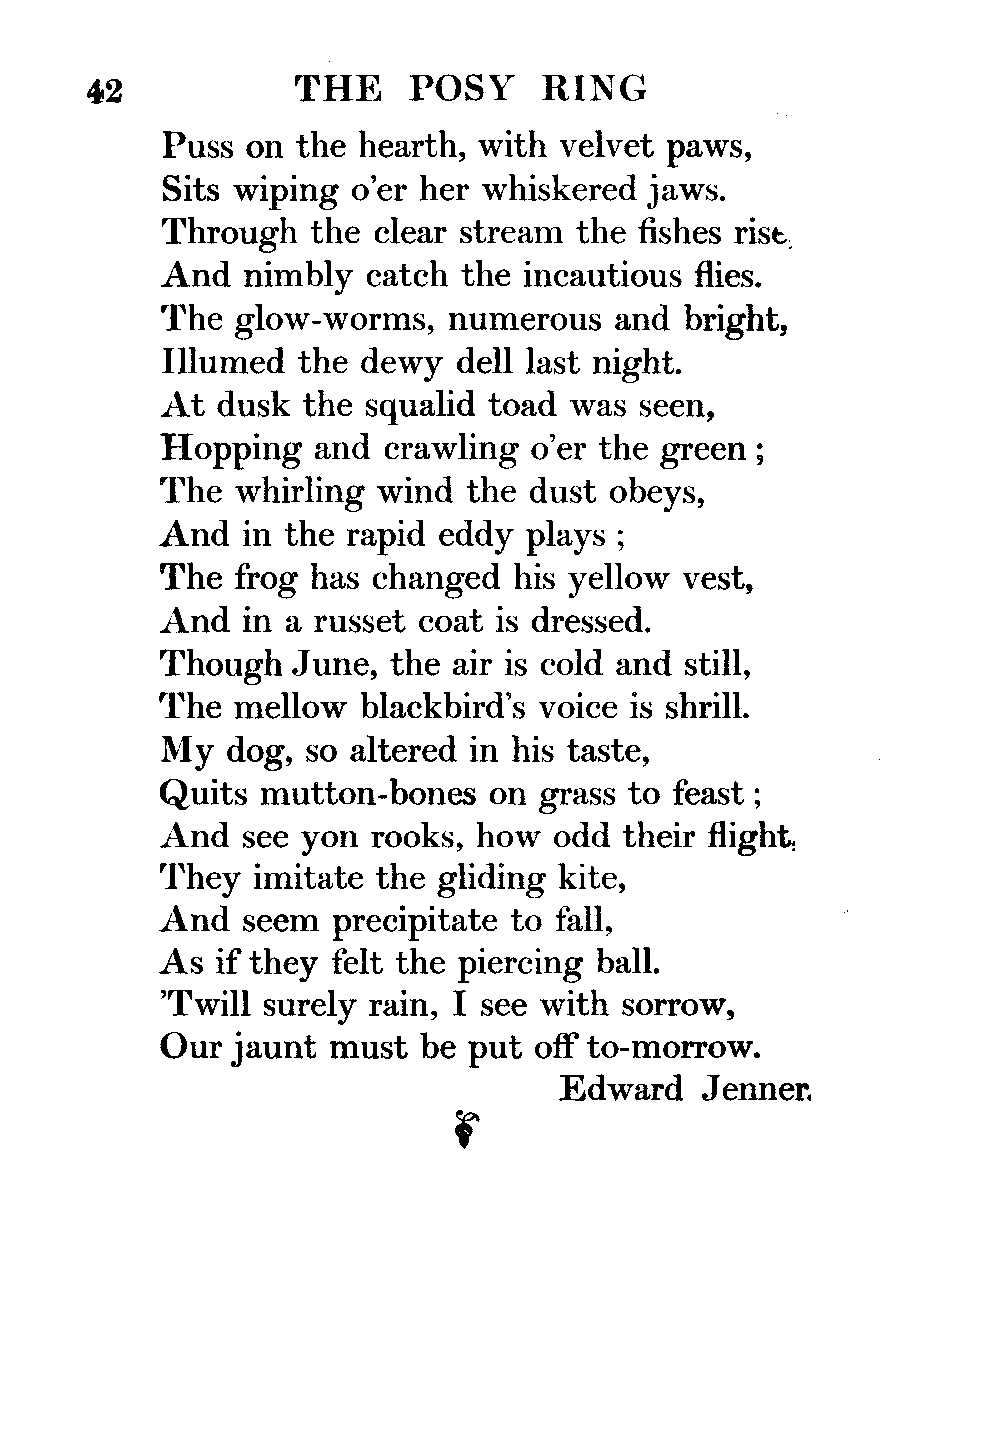 42 THE POSY RING
Puss on the hearth, with velvet paws,
Sits wiping o'er her whiskered jaws.
Through the clear stream the fishes rise,
And nimbly catch the incautious flies.
The glow-worms, numerous and bright,
Illumed the dewy dell last night.
At dusk the squalid toad was seen,
Hopping and crawling o'er the green ;
The whirling wind the dust obeys,
And in the rapid eddy plays ;
The frog has changed his yellow vest,
And in a russet coat is dressed.
Though June, the air is cold and still,
The mellow blackbird's voice is shrill.
My dog, so altered in his taste,
Quits mutton-bones on grass to feast ;
And see yon rooks, how odd their flight,
They imitate the gliding kite,
And seem precipitate to fall,
As if they felt the piercing ball.
'Twill surely rain, I see with sorrow,
Our jaunt must be put off to-morrow.
Edward Jenner.